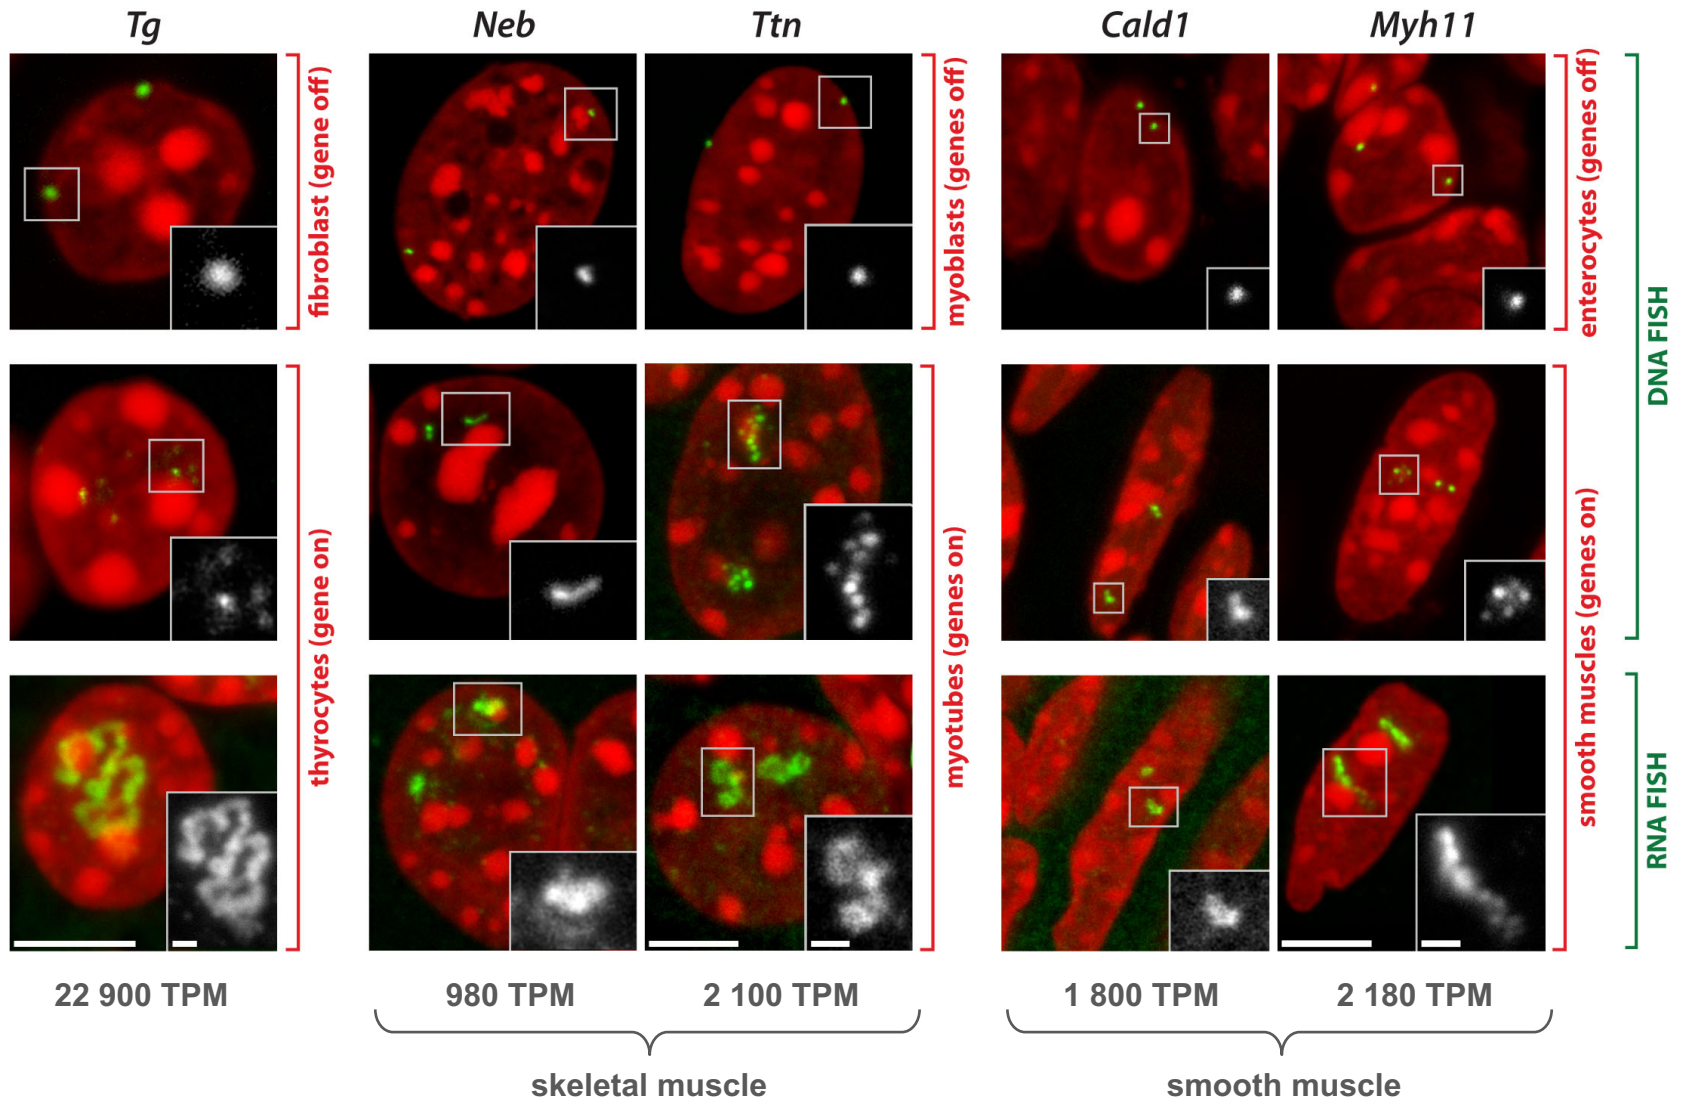 Tg
Neb
Ttn
Cald1
Myh11
fibroblast (gene off)
myoblasts (genes off)
enterocytes (genes off)
DNA FISH
thyrocytes (gene on)
myotubes (genes on)
smooth muscles (genes on)
RNA FISH
22 900 TPM
980 TPM
2 100 TPM
1 800 TPM
2 180 TPM
skeletal muscle
smooth muscle